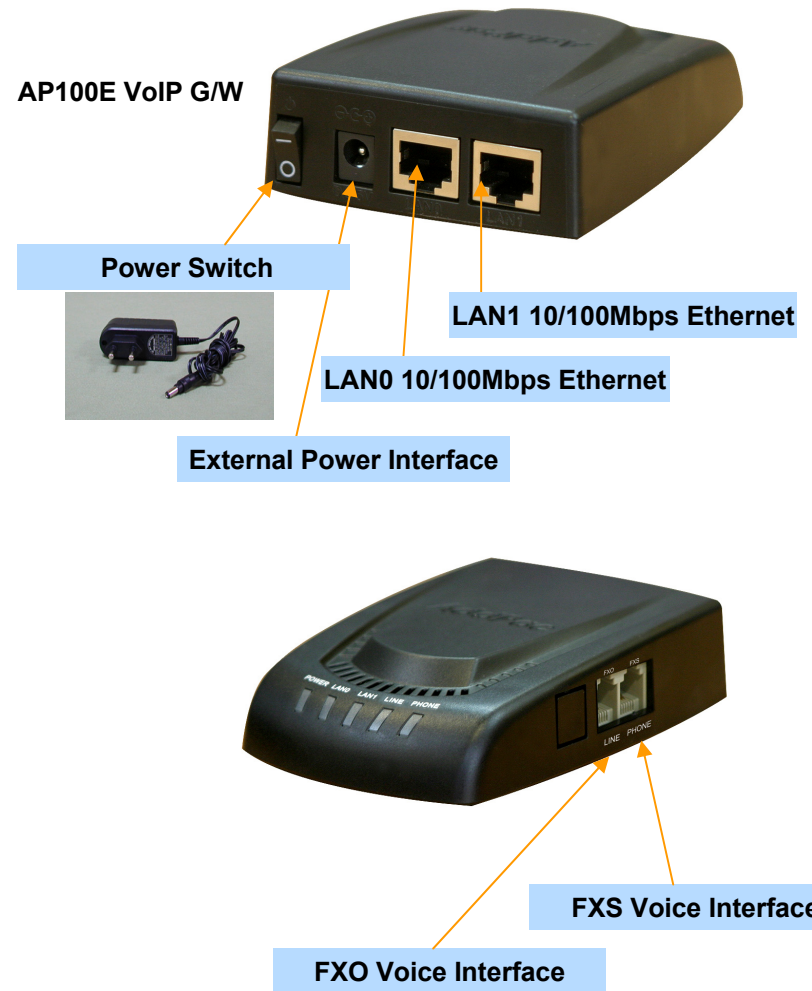 AP100E VoIP G/W
Power Switch
LAN1 10/100Mbps Ethernet
LAN0 10/100Mbps Ethernet
External Power Interface
POWER LAN0 LAN1 LINE PHONE
FXO FXS
LINE PHONE
FXS Voice Interface
FXO Voice Interface